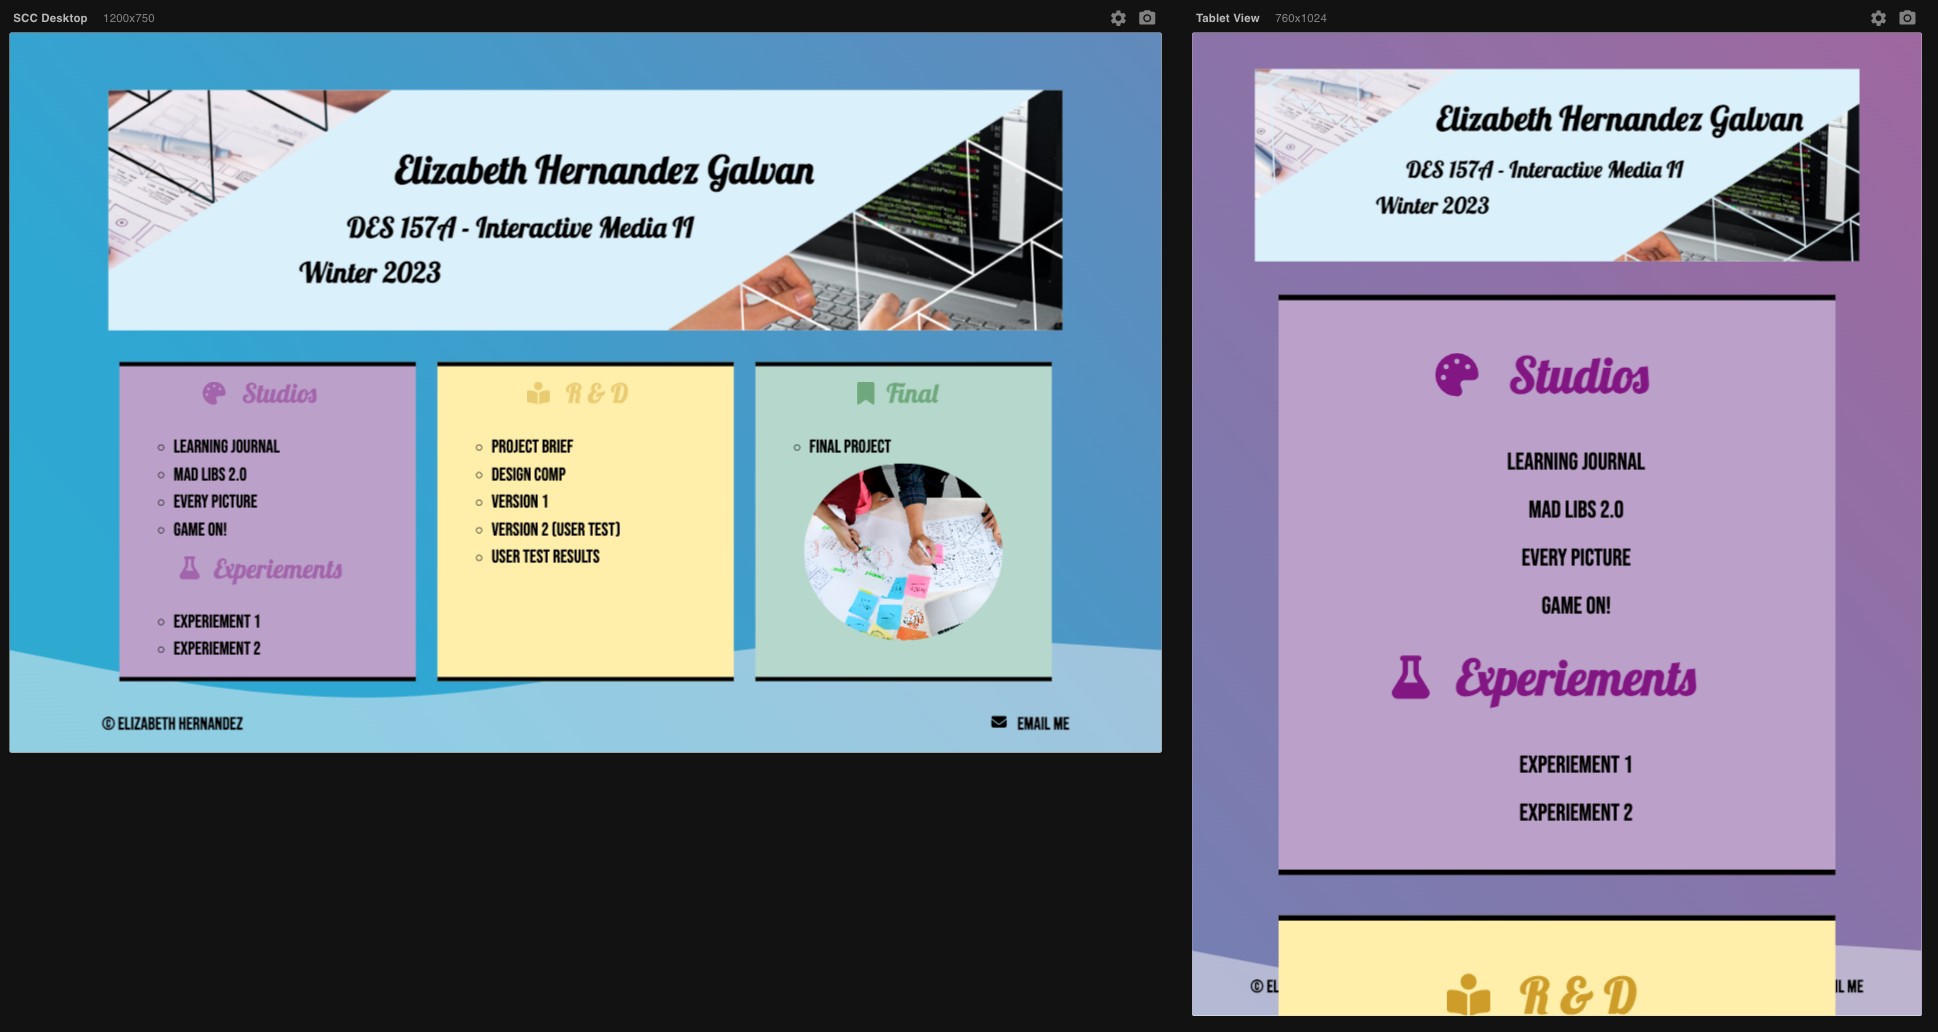 SCC Desktop 1200x750
Elizabeth Hernandez Galvan
DES 157A - Interactive Media II
Winter 2023
Studios
LEARNING JOURNAL
MAD LIBS 2.0
EVERY PICTURE
GAME ON!
Experiements
EXPERIEMENT 1
EXPERIEMENT 2
R & D
PROJECT BRIEF
DESIGN COMP
VERSION 1
VERSION 2 (USER TEST)
USER TEST RESULTS
Final
FINAL PROJECT
© ELIZABETH HERNANDEZ
EMAIL ME
Tablet View 760x1024
Elizabeth Hernandez Galvan
DES 157A - Interactive Media II
Winter 2023
Studios
LEARNING JOURNAL
MAD LIBS 2.0
EVERY PICTURE
GAME ON!
Experiements
EXPERIEMENT 1
EXPERIEMENT 2
R & D
© EL
IL ME